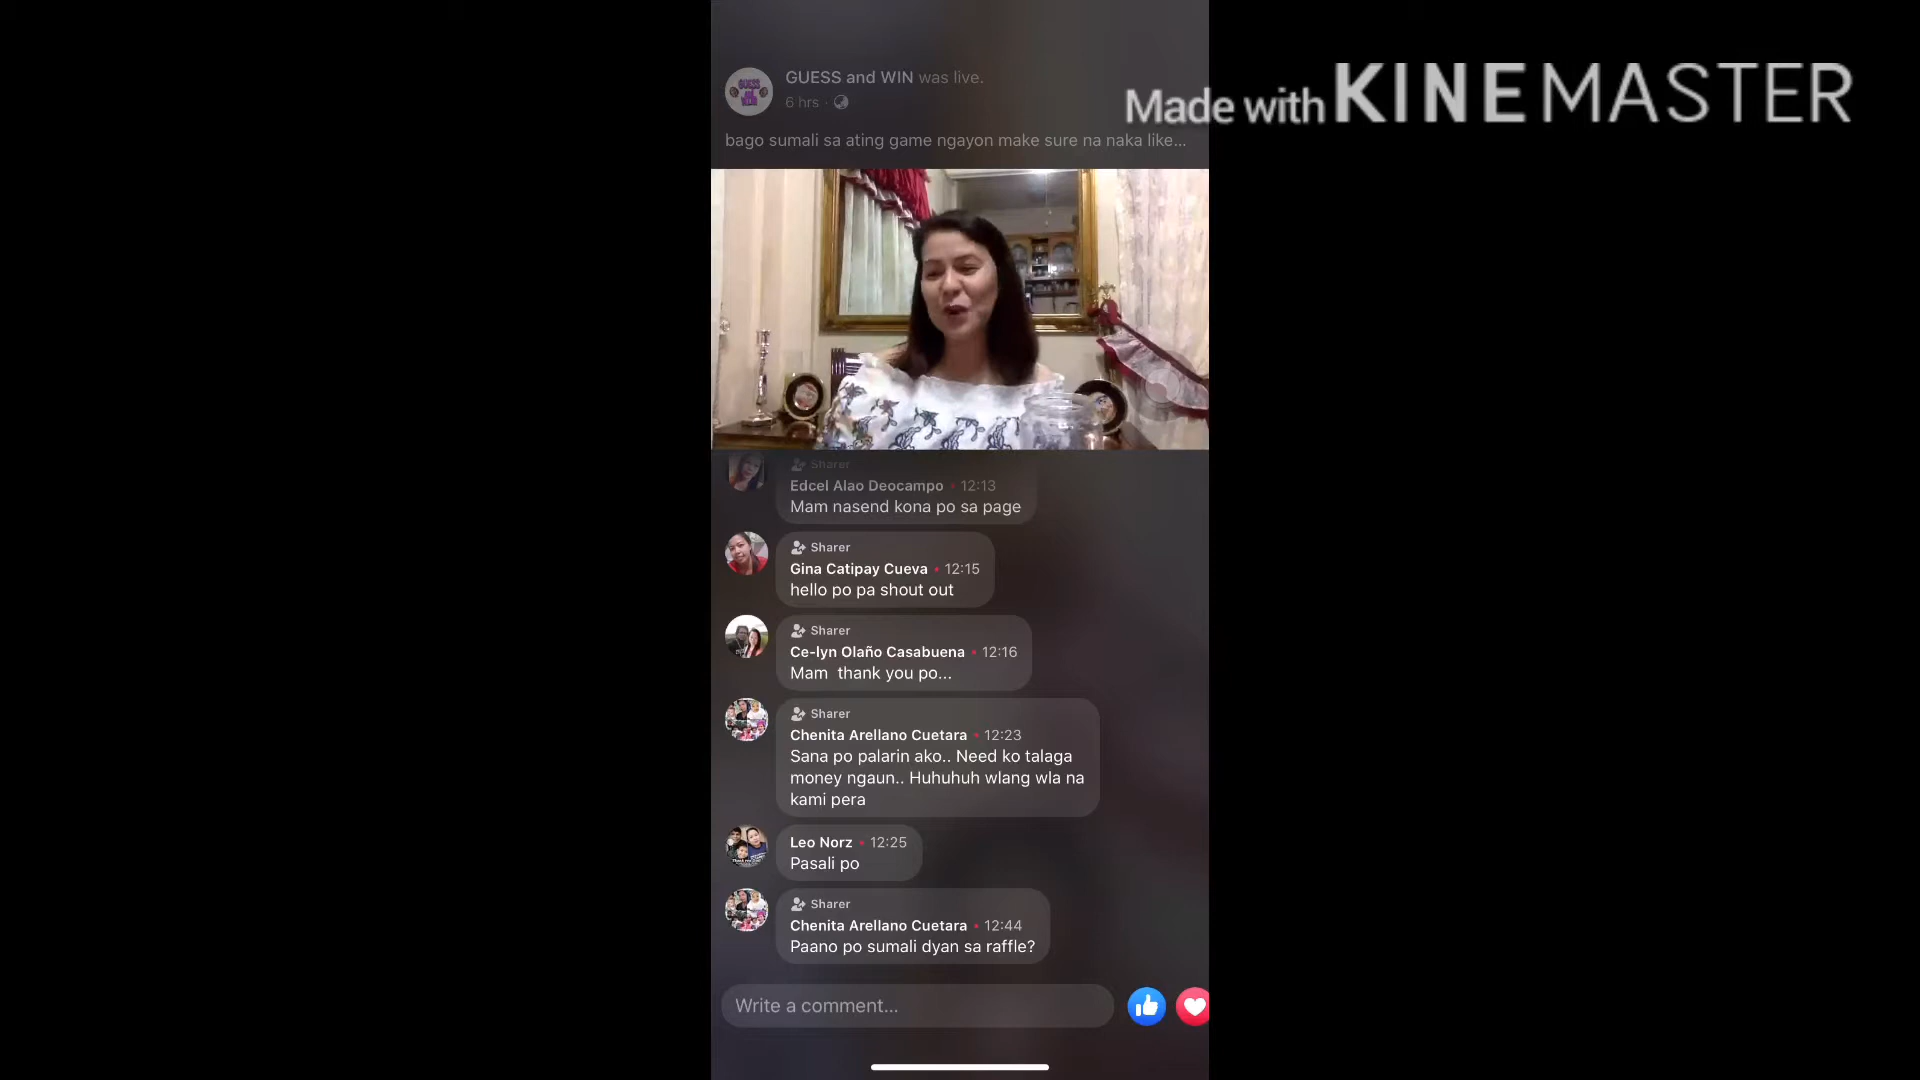 GUESS and WIN was live.
Made with KINEMASTER
6 hrs ·
bago sumali sa ating game ngayon make sure na naka like...
Sharer
Edcel Alao Deocampo • 12:13
Mam nasend kona po sa page
Sharer
Gina Catipay Cueva • 12:15
hello po pa shout out
Sharer
Ce-lyn Olaño Casabuena • 12:16
Mam thank you po...
Sharer
Chenita Arellano Cuetara • 12:23
Sana po palarin ako.. Need ko talaga
money ngaun.. Huhuhuh wlang wla na
kami pera
Leo Norz • 12:25
Pasali po
Sharer
Chenita Arellano Cuetara • 12:44
Paano po sumali dyan sa raffle?
Write a comment...